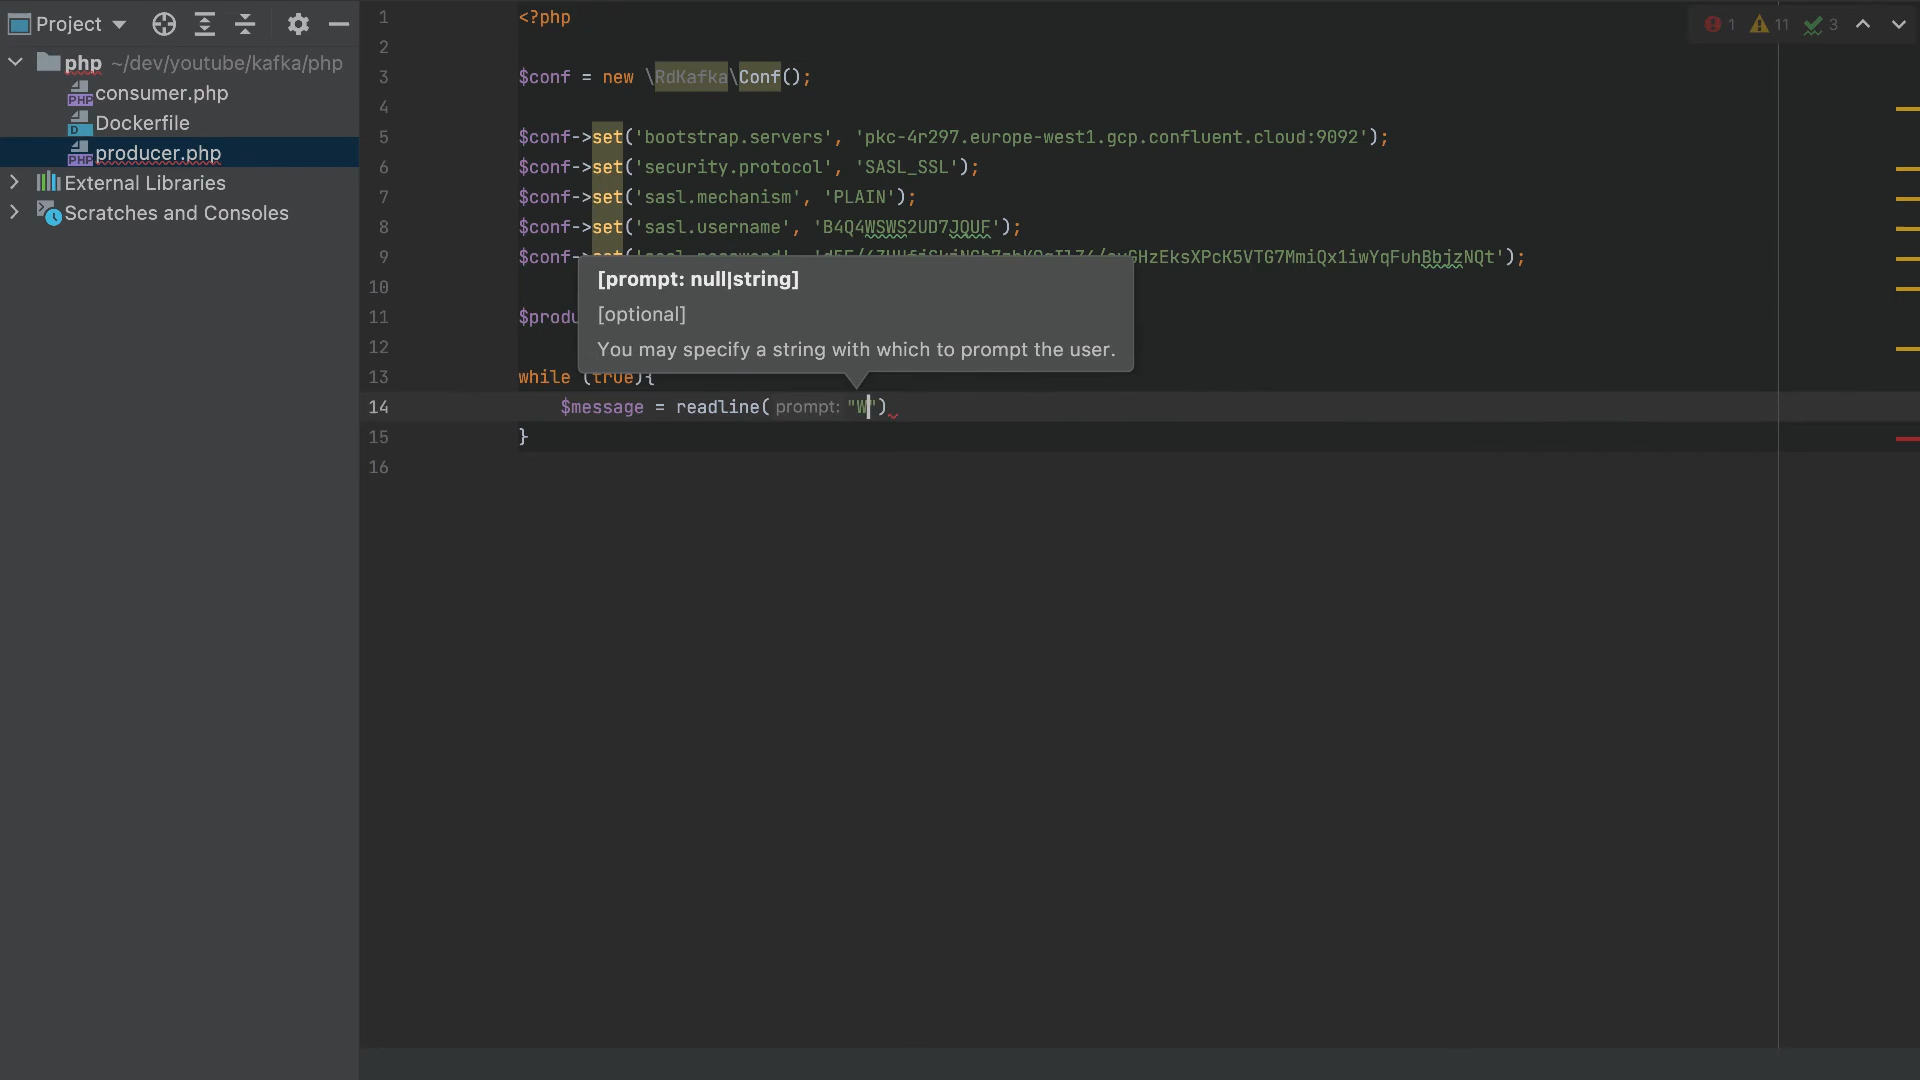 Project
php ~/dev/youtube/kafka/php
consumer.php
Dockerfile
producer.php
External Libraries
Scratches and Consoles
1 <?php
2
3 $conf = new \RdKafka\Conf();
4
5 $conf->set('bootstrap.servers', 'pkc-4r297.europe-west1.gcp.confluent.cloud:9092');
6 $conf->set('security.protocol', 'SASL_SSL');
7 $conf->set('sasl.mechanism', 'PLAIN');
8 $conf->set('sasl.username', 'B4Q4WSWS2UD7JQUF');
9 $conf->
10
11 $produ
12
13 while (true){
14 $message = readline( prompt: "W")
15 }
16
[prompt: null|string]
[optional]
You may specify a string with which to prompt the user.
1 11 3